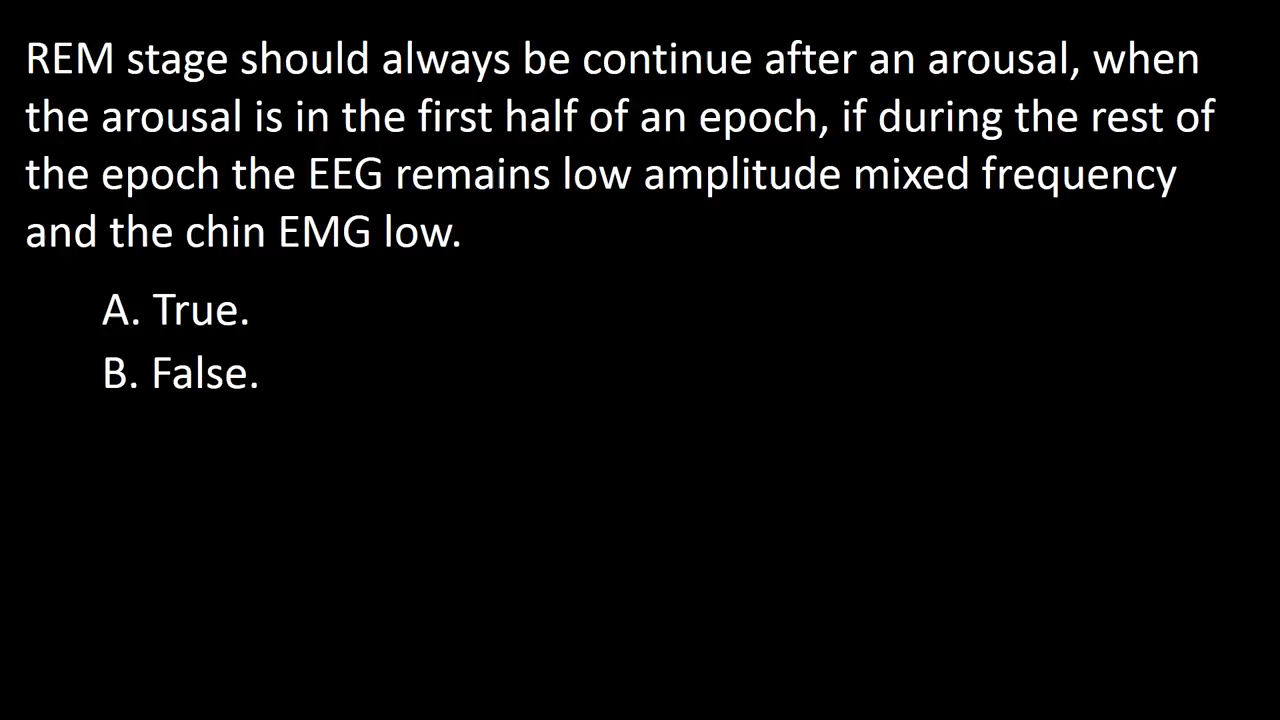 REM stage should always be continue after an arousal, when
the arousal is in the first half of an epoch, if during the rest of
the epoch the EEG remains low amplitude mixed frequency
and the chin EMG low.
A. True.
B. False.